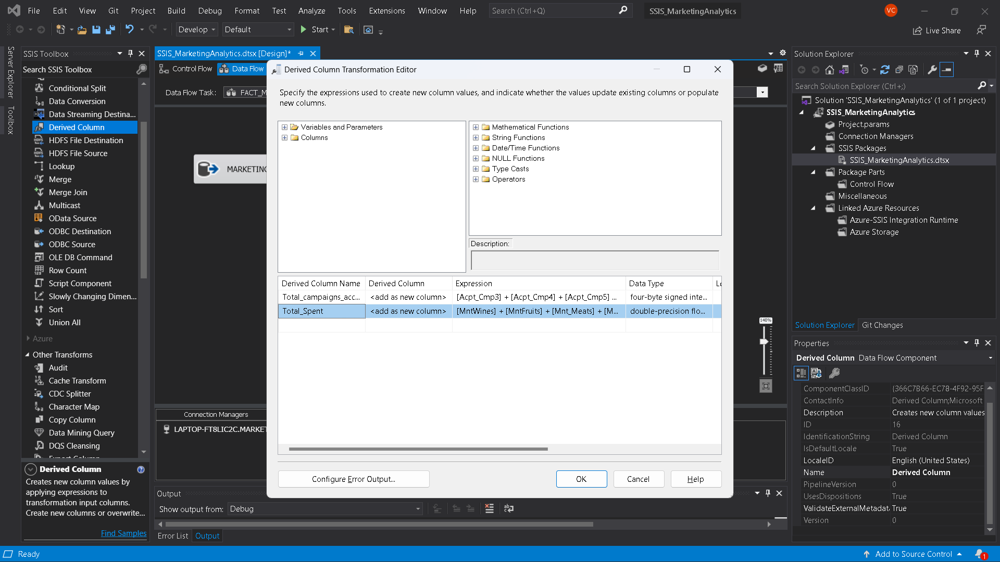 File Edit View Git Project Build Debug Format Test Analyze Tools Extensions Window Help Search (Ctrl+Q) SSIS_MarketingAnalytics VC
Develop Default Start Live Share
Server Explorer
Toolbox
SSIS Toolbox
Search SSIS Toolbox
Conditional Split
Data Conversion
Data Streaming Destina...
Derived Column
HDFS File Destination
HDFS File Source
Lookup
Merge
Merge Join
Multicast
OData Source
ODBC Destination
ODBC Source
OLE DB Command
Row Count
Script Component
Slowly Changing Dimen...
Sort
Union All
Azure
Other Transforms
Audit
Cache Transform
CDC Splitter
Character Map
Copy Column
Data Mining Query
DQS Cleansing
Export Column
Derived Column
Creates new column values by
applying expressions to
transformation input columns.
Create new columns or overwrite...
Find Samples
SSIS_MarketingAnalytics.dtsx [Design]*
Control Flow Data Flow
Data Flow Task: FACT_M
MARKETING
140%
Connection Managers
LAPTOP-FT8LIC2C.MARKET
Derived Column Transformation Editor
Specify the expressions used to create new column values, and indicate whether the values update existing columns or populate
new columns.
Variables and Parameters
Columns
Mathematical Functions
String Functions
Date/Time Functions
NULL Functions
Type Casts
Operators
Description:
Derived Column Name Derived Column Expression Data Type Le
Total_campaigns_acc... <add as new column> [Acpt_Cmp3] + [Acpt_Cmp4] + [Acpt_Cmp5] ... four-byte signed inte...
Total_Spent <add as new column> [MntWines] + [MntFruits] + [Mnt_Meats] + [M... double-precision flo...
Configure Error Output... OK Cancel Help
Output
Show output from: Debug
Error List Output
Solution Explorer
Search Solution Explorer (Ctrl+;)
Solution 'SSIS_MarketingAnalytics' (1 of 1 project)
SSIS_MarketingAnalytics
Project.params
Connection Managers
SSIS Packages
SSIS_MarketingAnalytics.dtsx
Package Parts
Control Flow
Miscellaneous
Linked Azure Resources
Azure-SSIS Integration Runtime
Azure Storage
Solution Explorer Git Changes
Properties
Derived Column Data Flow Component
ComponentClassID {366C7B66-EC78-4F92-95F
ContactInfo Derived Column;Microsoft
Description Creates new column values
ID 16
IdentificationString Derived Column
IsDefaultLocale True
LocaleID English (United States)
Name Derived Column
PipelineVersion 0
UsesDispositions True
ValidateExternalMetadat True
Version 0
Ready Add to Source Control 1